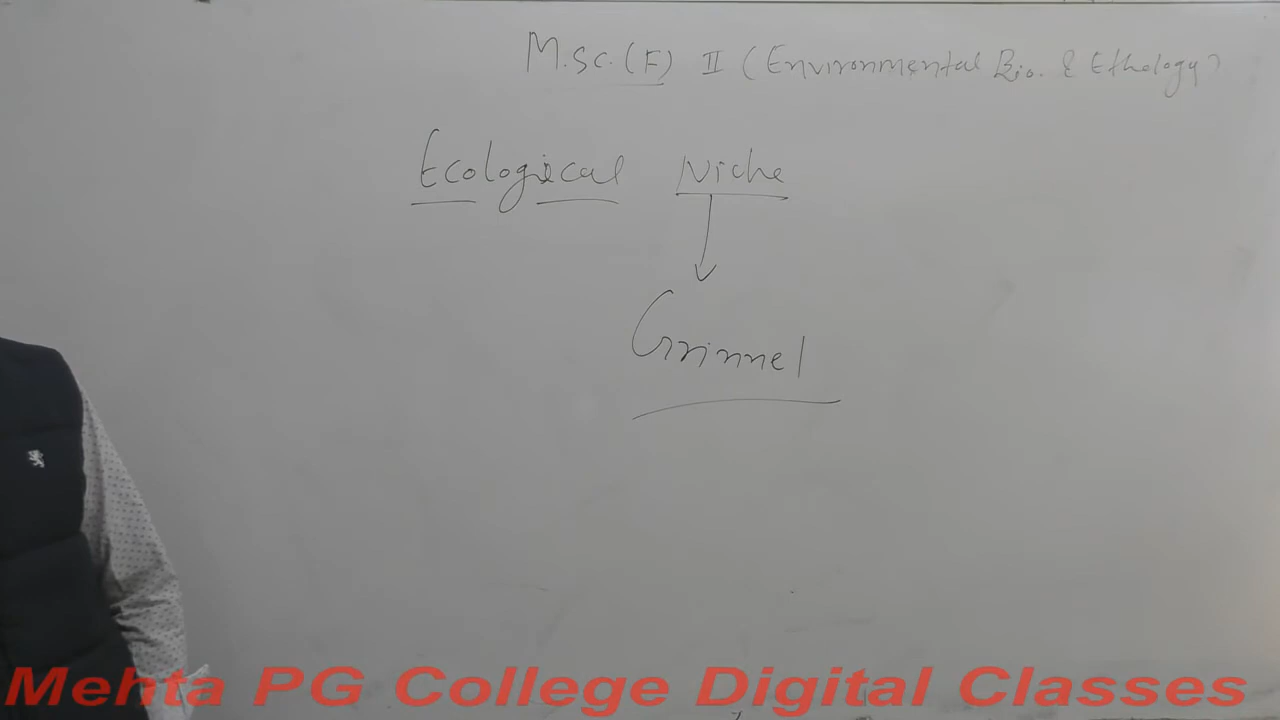 M.Sc. (F) II (Environmental Bio. & Ethology)
Ecological Niche
Grinnel
Mehta PG College Digital Classes